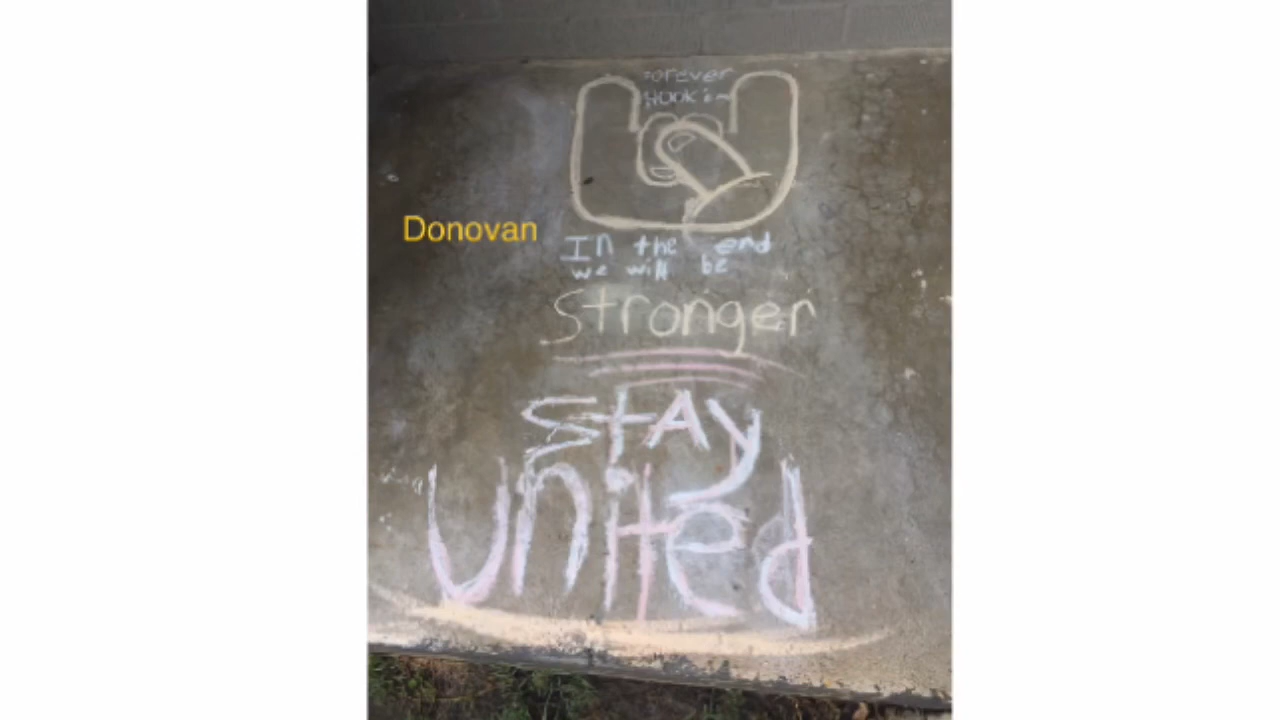 Forever
Hook'em
Donovan
In the end
we will be
Stronger
Stay
United